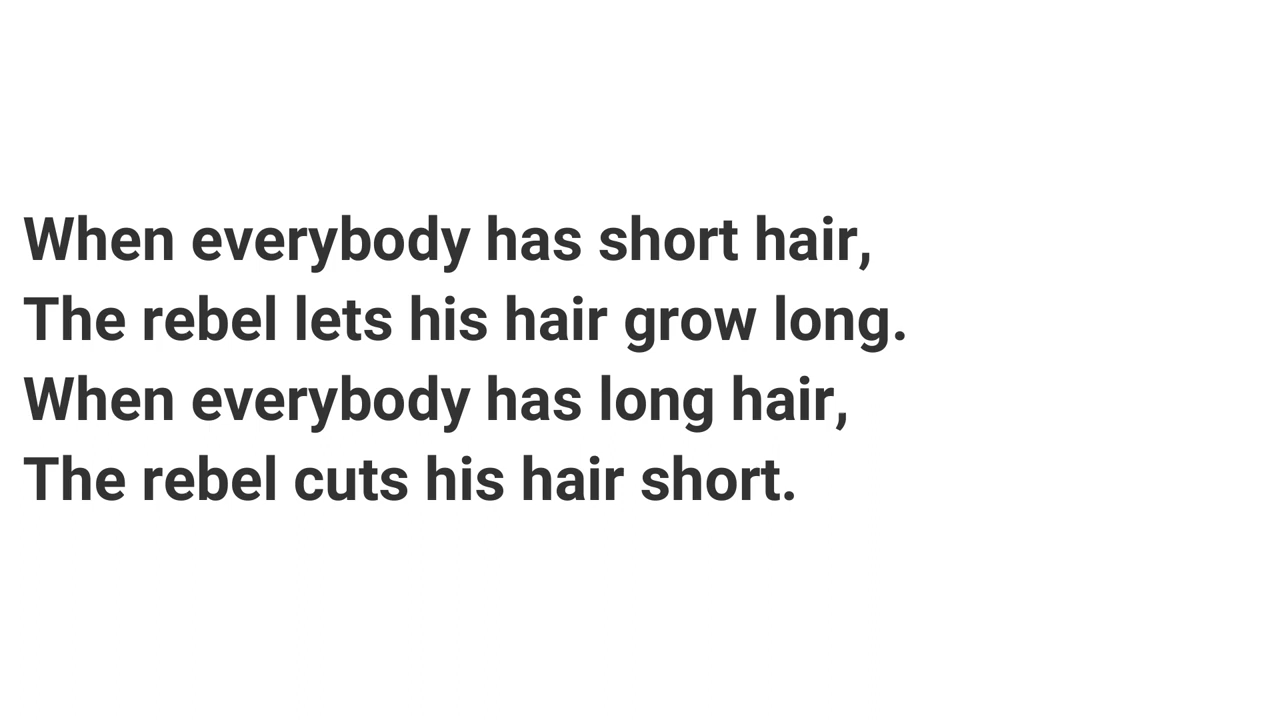 When everybody has short hair,
The rebel lets his hair grow long.
When everybody has long hair,
The rebel cuts his hair short.